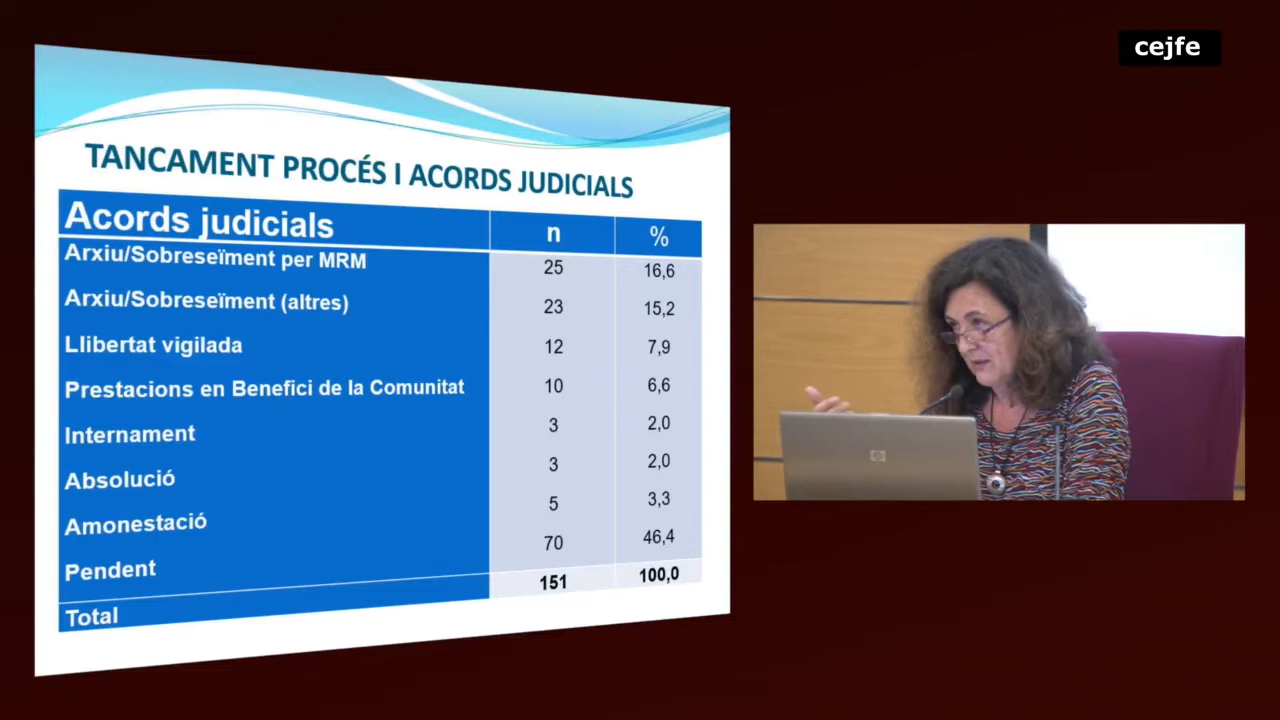 cejfe
TANCAMENT PROCÉS I ACORDS JUDICIALS
Acords judicials n %
Arxiu/Sobreseïment per MRM 25 16,6
Arxiu/Sobreseïment (altres) 23 15,2
Llibertat vigilada 12 7,9
Prestacions en Benefici de la Comunitat 10 6,6
Internament 3 2,0
Absolució 3 2,0
Amonestació 5 3,3
Pendent 70 46,4
Total 151 100,0
hp